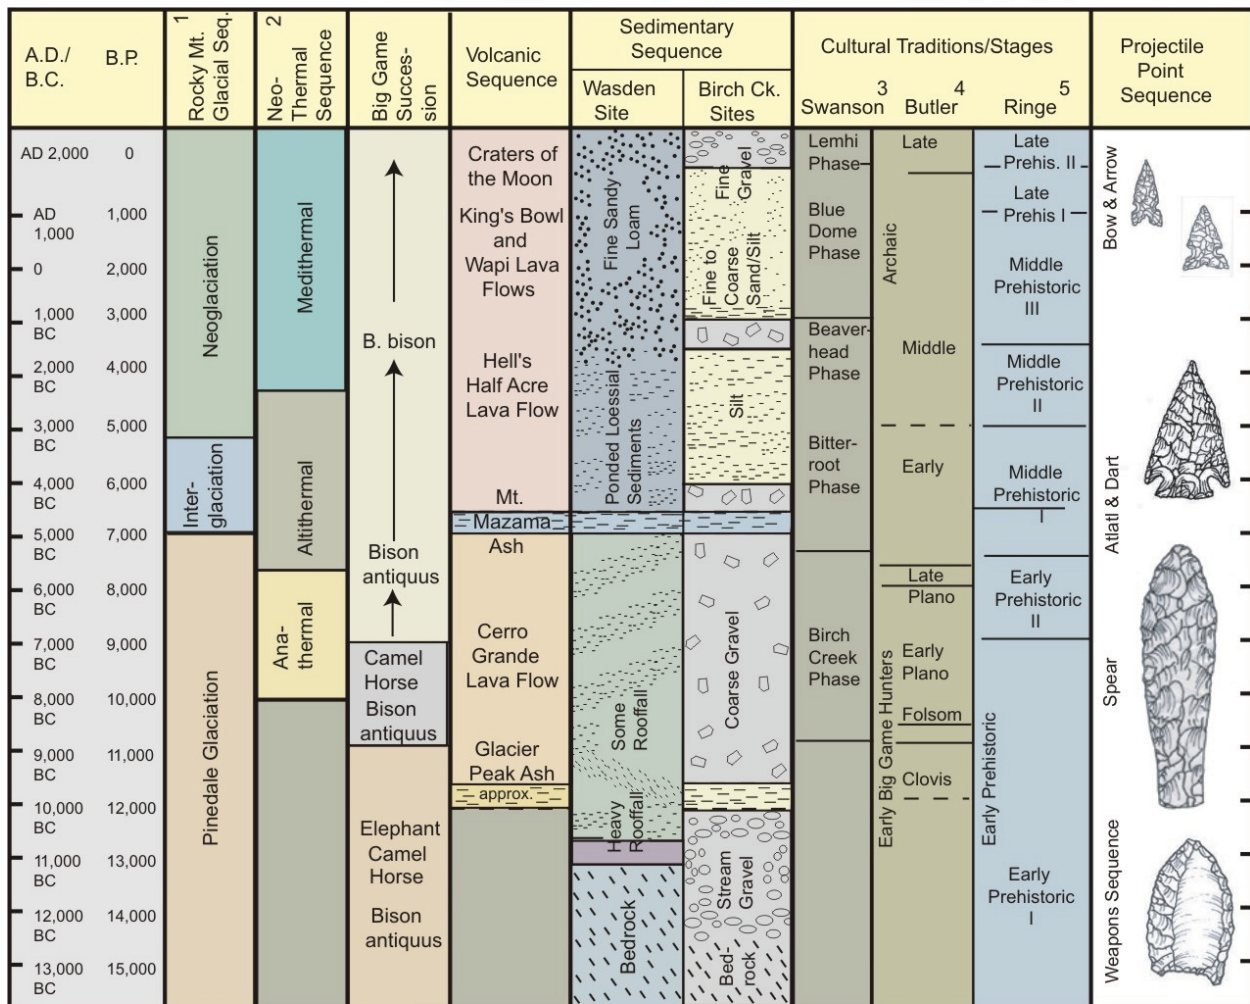 A.D./
B.C.
B.P.
Rocky Mt. 1
Glacial Seq.
Neo- 2
Thermal
Sequence
Big Game
Succes-
sion
Volcanic
Sequence
Sedimentary
Sequence
Wasden
Site
Birch Ck.
Sites
Cultural Traditions/Stages
Swanson 3
Butler 4
Ringe 5
Projectile
Point
Sequence
AD 2,000 0
AD
1,000
1,000
0 2,000
1,000
BC
3,000
2,000
BC
4,000
3,000
BC
5,000
4,000
BC
6,000
5,000
BC
7,000
6,000
BC
8,000
7,000
BC
9,000
8,000
BC
10,000
9,000
BC
11,000
10,000
BC
12,000
11,000
BC
13,000
12,000
BC
14,000
13,000
BC
15,000
Neoglaciation
Inter-
glaciation
Pinedale Glaciation
Medithermal
Altithermal
Ana-
thermal
B. bison
Bison
antiquus
Camel
Horse
Bison
antiquus
Elephant
Camel
Horse
Bison
antiquus
Craters of
the Moon
King's Bowl
and
Wapi Lava
Flows
Hell's
Half Acre
Lava Flow
Mt.
Mazama
Ash
Cerro
Grande
Lava Flow
Glacier
Peak Ash
approx.
Fine Sandy
Loam
Ponded Loessial
Sediments
Some
Rooffall
Heavy
Rooffall
Bedrock
Fine
Gravel
Fine to
Coarse
Sand/Silt
Silt
Coarse Gravel
Stream
Gravel
Bed-
rock
Lemhi
Phase
Blue
Dome
Phase
Beaver-
head
Phase
Bitter-
root
Phase
Birch
Creek
Phase
Archaic
Early Big Game Hunters
Late
Middle
Early
Late
Plano
Early
Plano
Folsom
Clovis
Early Prehistoric
Late
Prehis. II
Late
Prehis I
Middle
Prehistoric
III
Middle
Prehistoric
II
Middle
Prehistoric
I
Early
Prehistoric
II
Early
Prehistoric
I
Bow & Arrow
Atlatl & Dart
Spear
Weapons Sequence